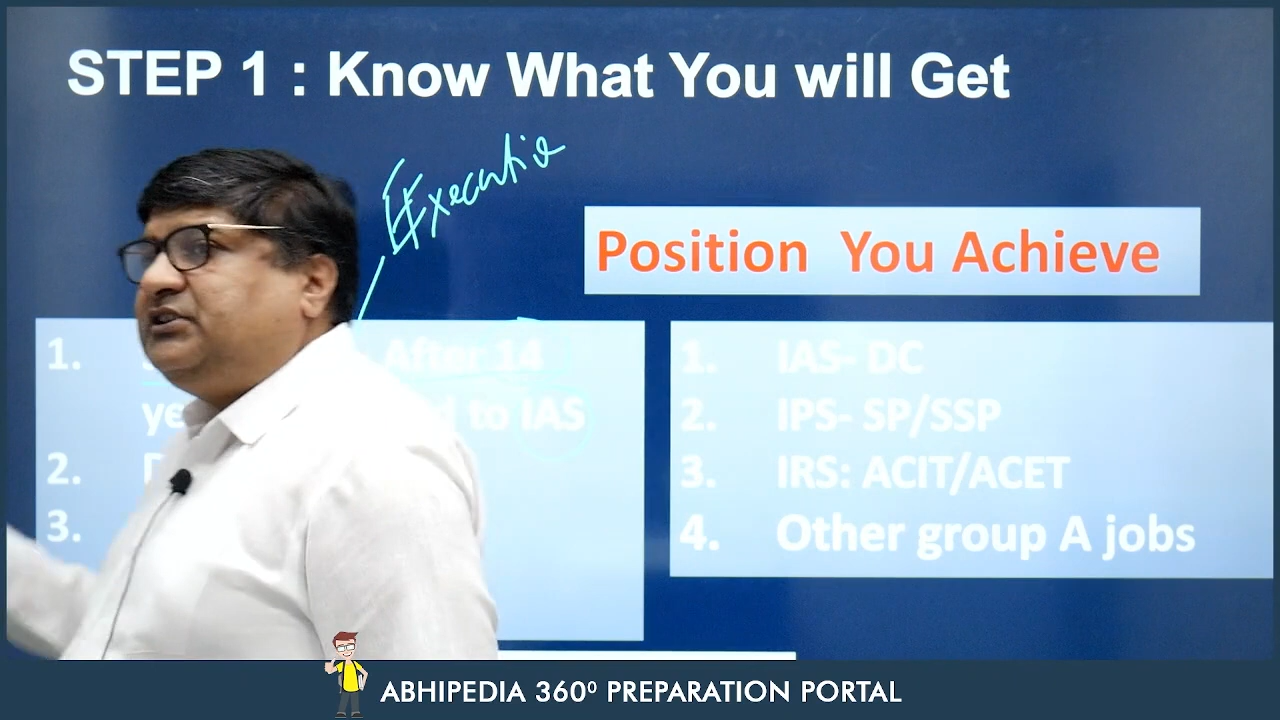 STEP 1 : Know What You will Get
Executive
Position You Achieve
1. After 14
to IAS
2.
3.
1. IAS- DC
2. IPS- SP/SSP
3. IRS: ACIT/ACET
4. Other group A jobs
ABHIPEDIA 360⁰ PREPARATION PORTAL